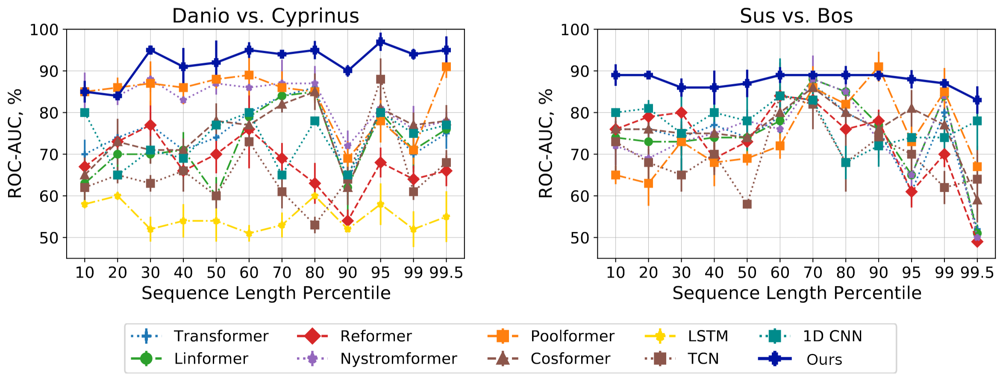 Danio vs. Cyprinus
100
90
80
70
60
50
ROC-AUC, %
10 20 30 40 50 60 70 80 90 95 99 99.5
Sequence Length Percentile
Sus vs. Bos
100
90
80
70
60
50
ROC-AUC, %
10 20 30 40 50 60 70 80 90 95 99 99.5
Sequence Length Percentile
Transformer Reformer Poolformer LSTM 1D CNN
Linformer Nystromformer Cosformer TCN Ours